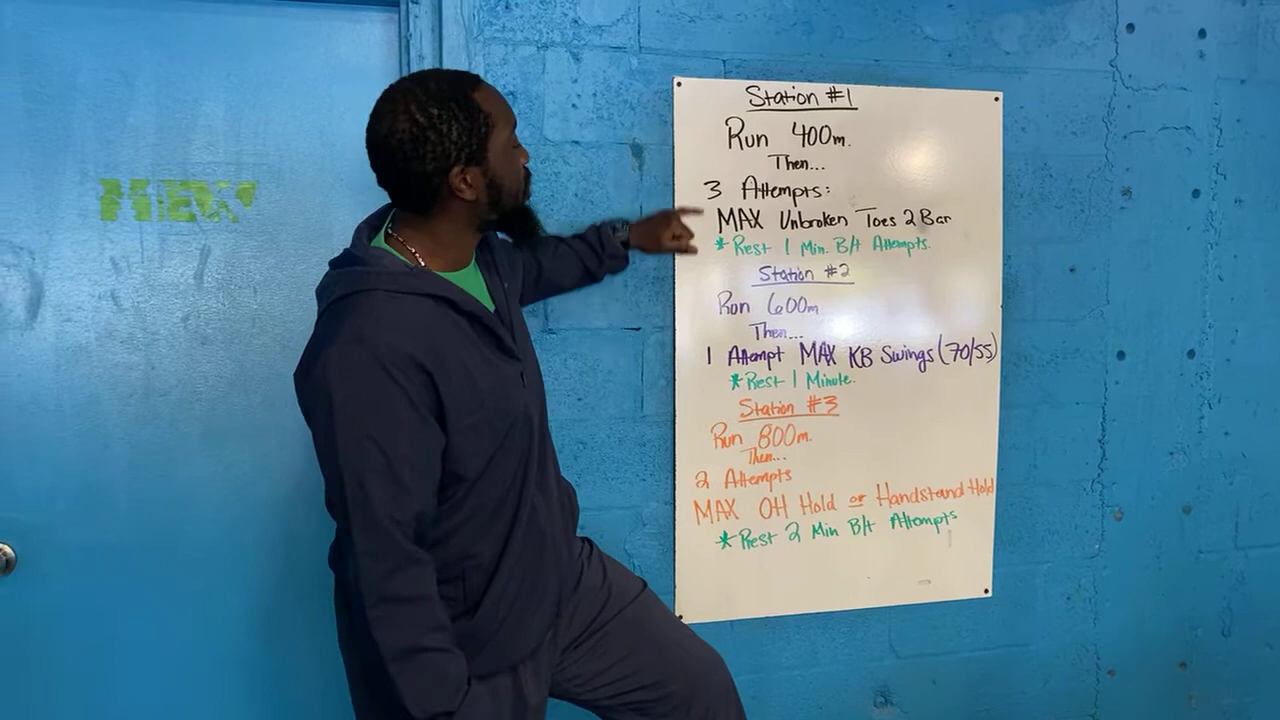 NEW
Station #1
Run 400m.
Then...
3 Attempts:
MAX Unbroken Toes 2 Bar
*Rest 1 Min. B/t Attempts.
Station #2
Run 600m
Then...
1 Attempt MAX KB Swings (70/55)
*Rest 1 Minute.
Station #3
Run 800m.
Then...
2 Attempts
MAX OH Hold or Handstand Hold
*Rest 2 Min B/t Attempts